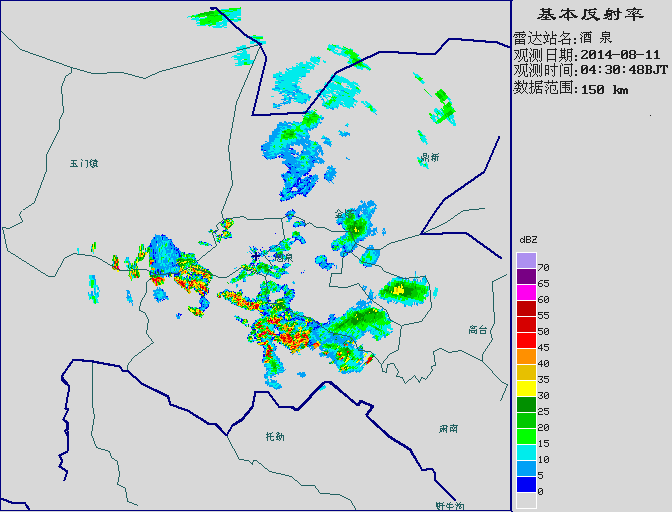 基本反射率
雷达站名:酒 泉
观测日期:2014-08-11
观测时间:04:30:48BJT
数据范围:150 km
玉门镇
鼎新
金塔
酒泉
高台
肃南
托勒
野牛沟
dBZ
70
65
60
55
50
45
40
35
30
25
20
15
10
5
0